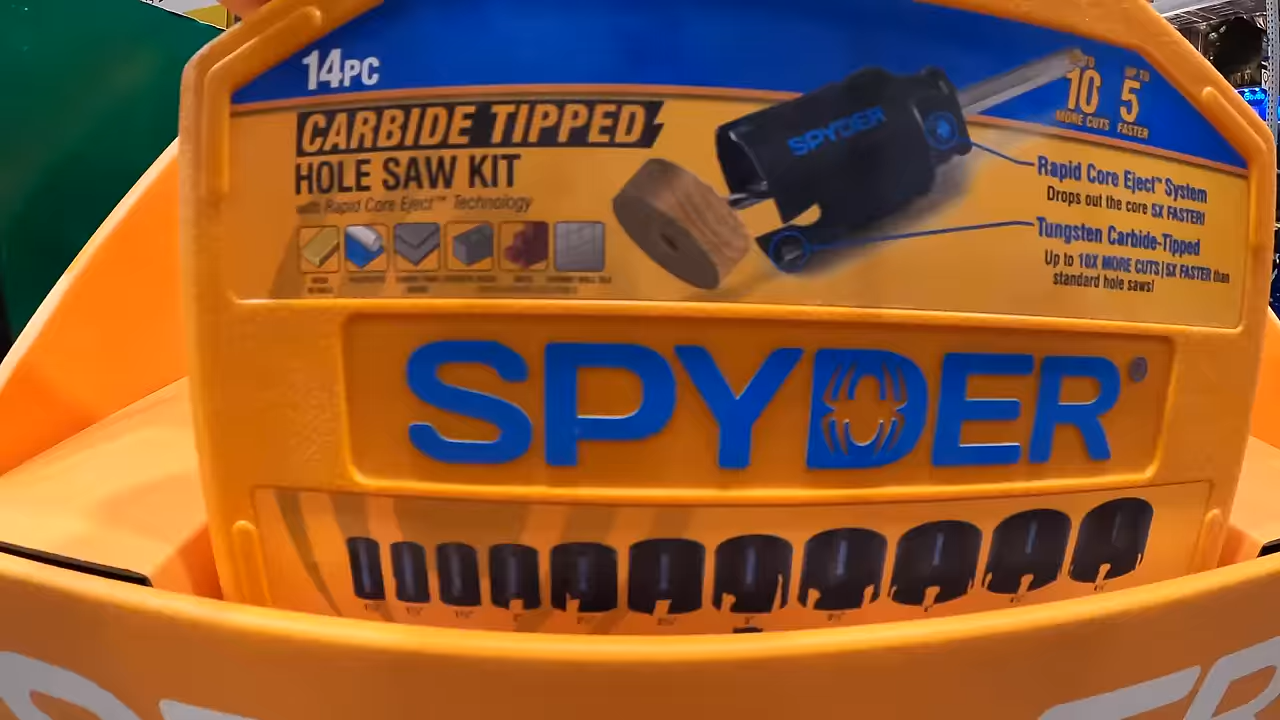 14PC
CARBIDE TIPPED
HOLE SAW KIT
with Rapid Core Eject™ Technology
SPYDER
UP TO 10 MORE CUTS
UP TO 5 FASTER
Rapid Core Eject™ System
Drops out the core 5X FASTER!
Tungsten Carbide-Tipped
Up to 10X MORE CUTS | 5X FASTER than
standard hole saws!
SPYDER®